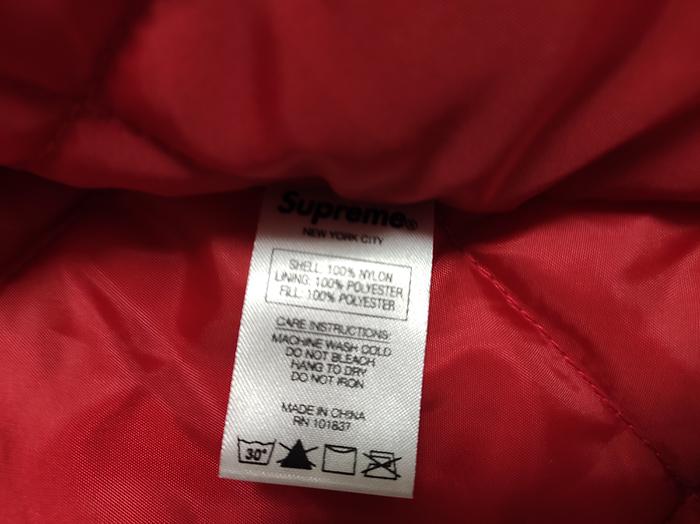 Supreme®
NEW YORK CITY
SHELL: 100% NYLON
LINING: 100% POLYESTER
FILL: 100% POLYESTER
CARE INSTRUCTIONS:
MACHINE WASH COLD
DO NOT BLEACH
HANG TO DRY
DO NOT IRON
MADE IN CHINA
RN 101837
30°